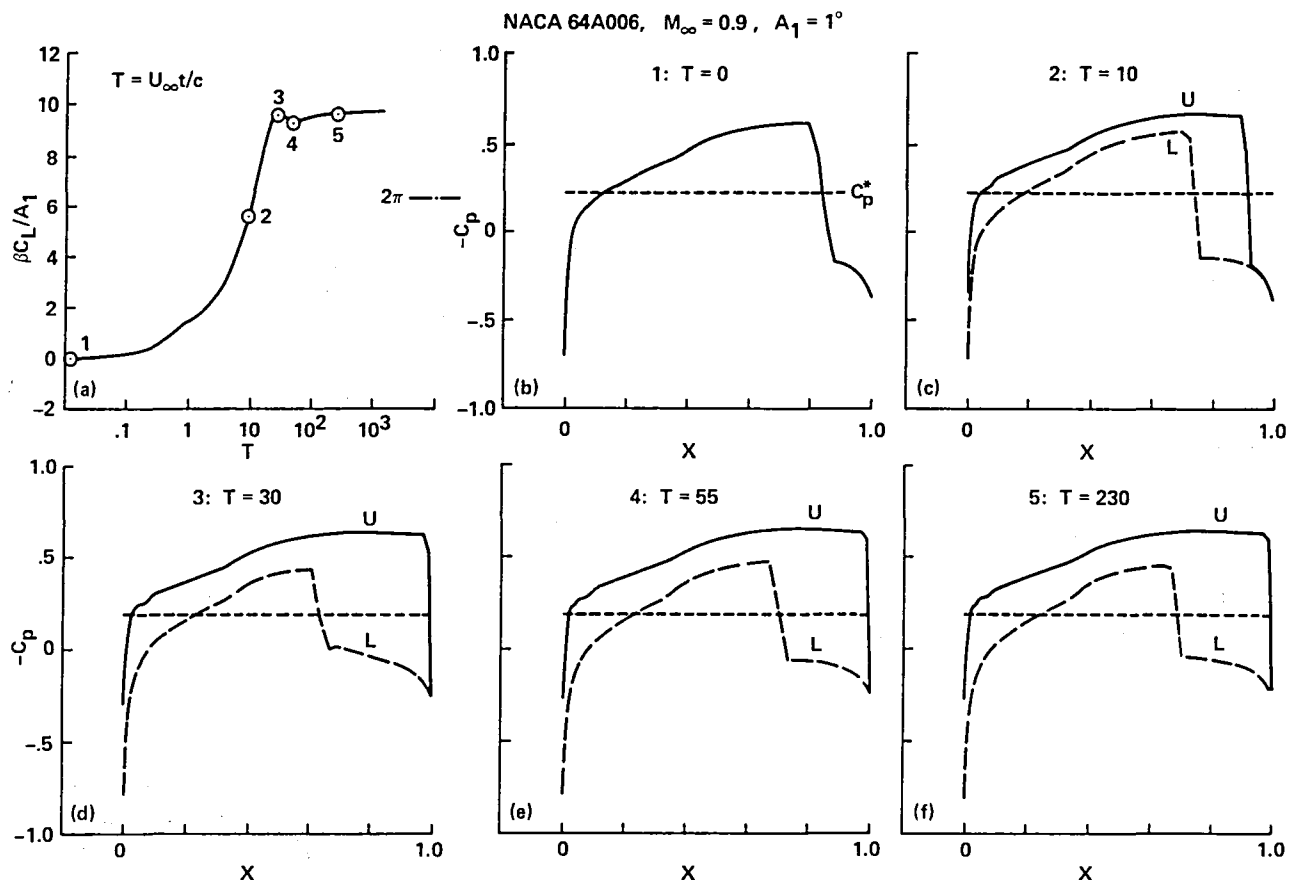 NACA 64A006, M∞ = 0.9, A1 = 1°
12
10
8
6
4
2
0
-2
βCL/A1
T = U∞t/c
1
2
3
4
5
2π
(a)
.1 1 10 10² 10³
T
1.0
.5
0
-.5
-1.0
-Cp
1: T = 0
Cp*
(b)
0 1.0
X
2: T = 10
U
L
(c)
0 1.0
X
1.0
.5
0
-.5
-1.0
-Cp
3: T = 30
U
L
(d)
0 1.0
X
4: T = 55
U
L
(e)
0 1.0
X
5: T = 230
U
L
(f)
0 1.0
X